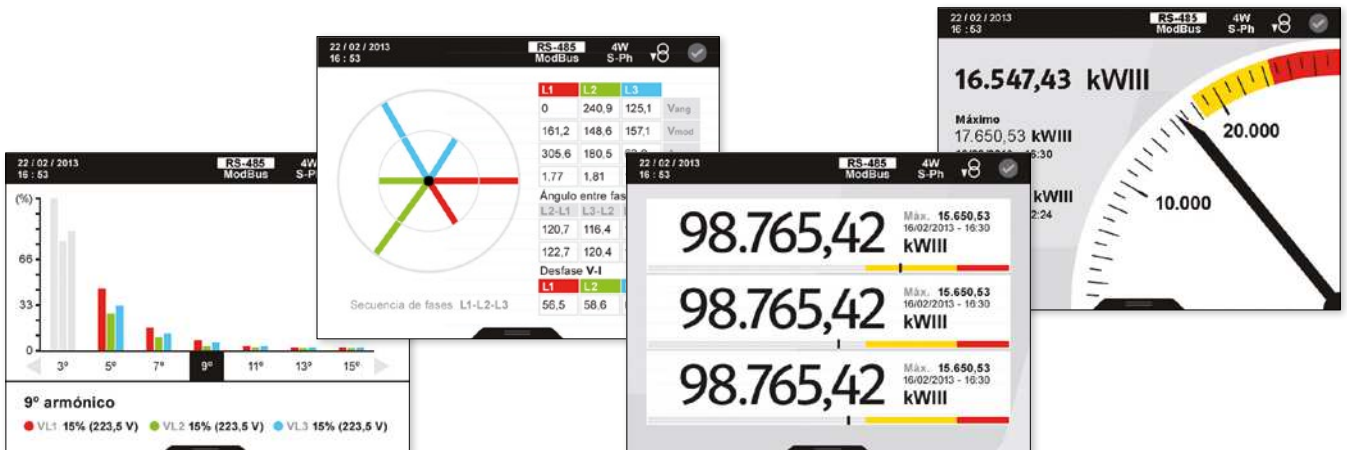 22 / 02 / 2013
16 : 53
RS-485
ModBus
4W
S-P
(%)
66
33
0
3º
5º
7º
9º
11º
13º
15º
9º armónico
VL1 15% (223,5 V)
VL2 15% (223,5 V)
VL3 15% (223,5 V)
22 / 02 / 2013
16 : 53
RS-485
ModBus
4W
S-Ph
L1 L2 L3
0 240,9 125,1 Vang
161,2 148,6 157,1 Vmod
305,6 180,5
1,77 1,81
Ángulo entre fas
L2-L1 L3-L2
120,7 116,4
122,7 120,4
Desfase V-I
L1 L2
56,5 58,6
Secuencia de fases L1-L2-L3
22 / 02 / 2013
16 : 53
RS-485
ModBus
4W
S-Ph
98.765,42
Máx. 15.650,53
16/02/2013 - 16:30
kWIII
98.765,42
Máx. 15.650,53
16/02/2013 - 16:30
kWIII
98.765,42
Máx. 15.650,53
16/02/2013 - 16:30
kWIII
22 / 02 / 2013
16 : 53
RS-485
ModBus
4W
S-Ph
16.547,43 kWIII
Máximo
17.650,53 kWIII
kWIII
2:24
20.000
10.000